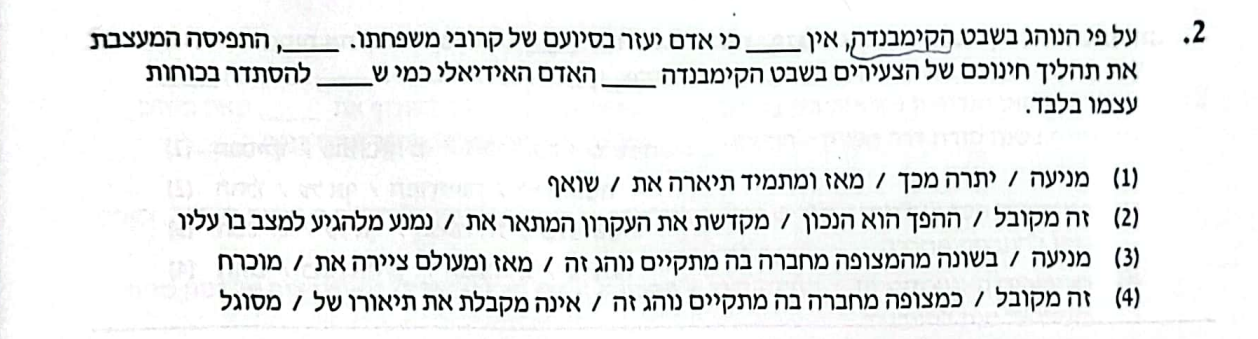 2. על פי הנוהג בשבט הקימבנדה, אין ____ כי אדם יעזר בסיועם של קרובי משפחתו. ____, התפיסה המעצבת
את תהליך חינוכם של הצעירים בשבט הקימבנדה ____ האדם האידיאלי כמי ש ____ להסתדר בכוחות
עצמו בלבד.
(1) מניעה / יתרה מכך / מאז ומתמיד תיארה את / שואף
(2) זה מקובל / ההפך הוא הנכון / מקדשת את העקרון המתאר את / נמנע מלהגיע למצב בו עליו
(3) מניעה / בשונה מהמצופה מחברה בה מתקיים נוהג זה / מאז ומעולם ציירה את / מוכרח
(4) זה מקובל / כמצופה מחברה בה מתקיים נוהג זה / אינה מקבלת את תיאורו של / מסוגל